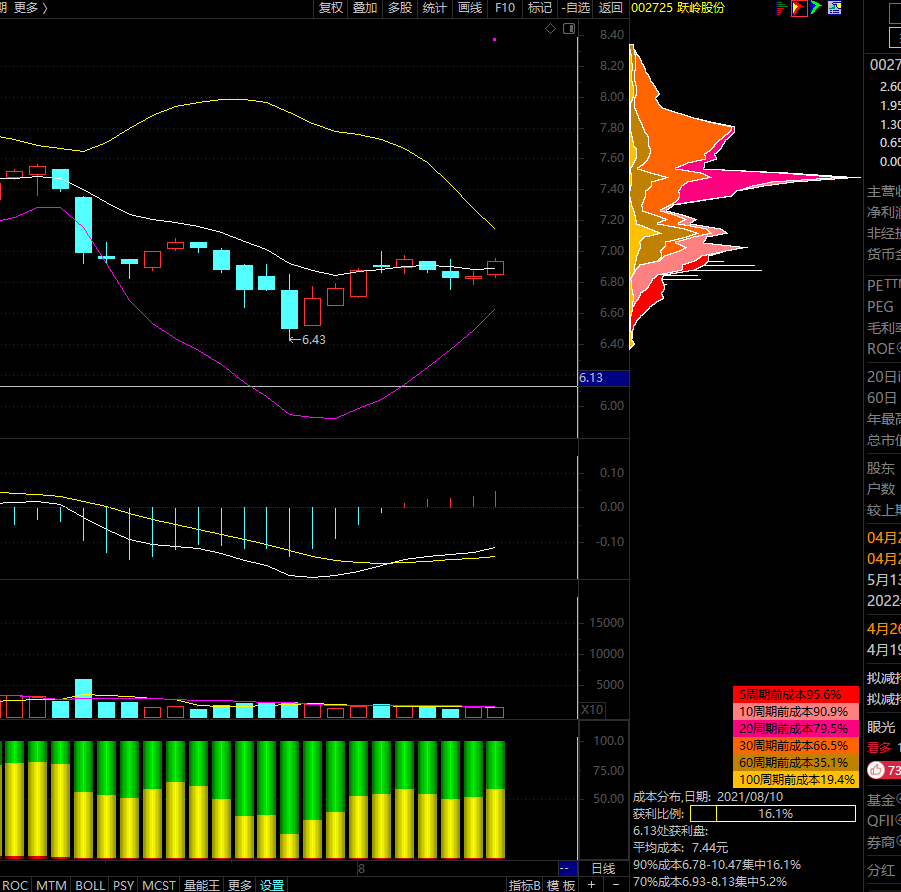 期 更多 〉 复权 叠加 多股 统计 画线 F10 标记 -自选 返回 002725 跃岭股份
8.40
8.20
8.00
7.80
7.60
7.40
7.20
7.00
6.80
6.60
6.40
6.13
6.00
6.43
0.10
0.00
-0.10
15000
10000
5000
X10
100.0
75.00
50.00
8
-- 日线
ROC MTM BOLL PSY MCST 量能王 更多 设置 指标B 模板 + −
5周期前成本95.6%
10周期前成本90.9%
20周期前成本79.5%
30周期前成本66.5%
60周期前成本35.1%
100周期前成本19.4%
成本分布,日期: 2021/08/10
获利比例: 16.1%
6.13处获利盘:
平均成本: 7.44元
90%成本6.78-10.47集中16.1%
70%成本6.93-8.13集中5.2%
0027
2.60
1.95
1.30
0.65
0.00
主营收
净利润
非经损
货币金
PETTM
PEG
毛利率
ROE
20日
60日
年最高
总市值
股东
户数
较上期
04月2
04月2
5月13
2022
4月26
4月19
拟减持
拟减持
眼光
看多 1
73
基金
QFII
券商
分红